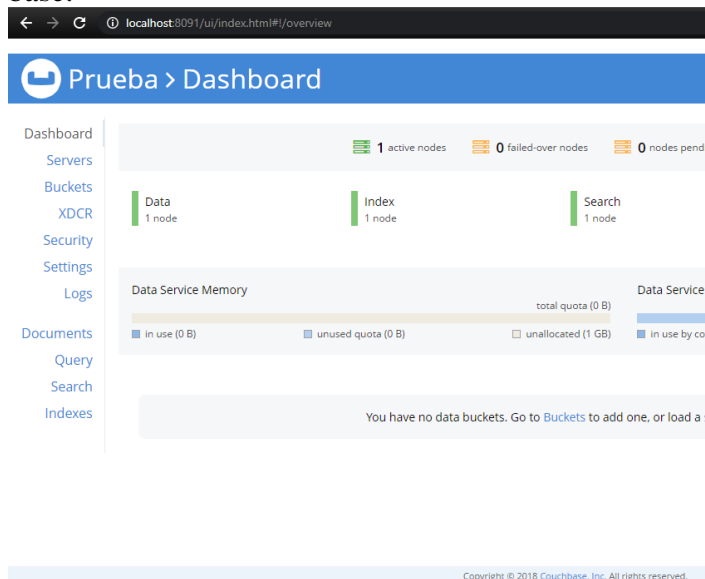 localhost:8091/ui/index.html#!/overview
Prueba > Dashboard
Dashboard
Servers
Buckets
XDCR
Security
Settings
Logs
Documents
Query
Search
Indexes
1 active nodes 0 failed-over nodes 0 nodes pend
Data Index Search
1 node 1 node 1 node
Data Service Memory Data Service
total quota (0 B)
in use (0 B) unused quota (0 B) unallocated (1 GB) in use by co
You have no data buckets. Go to Buckets to add one, or load a
Copyright © 2018 Couchbase, Inc. All rights reserved.